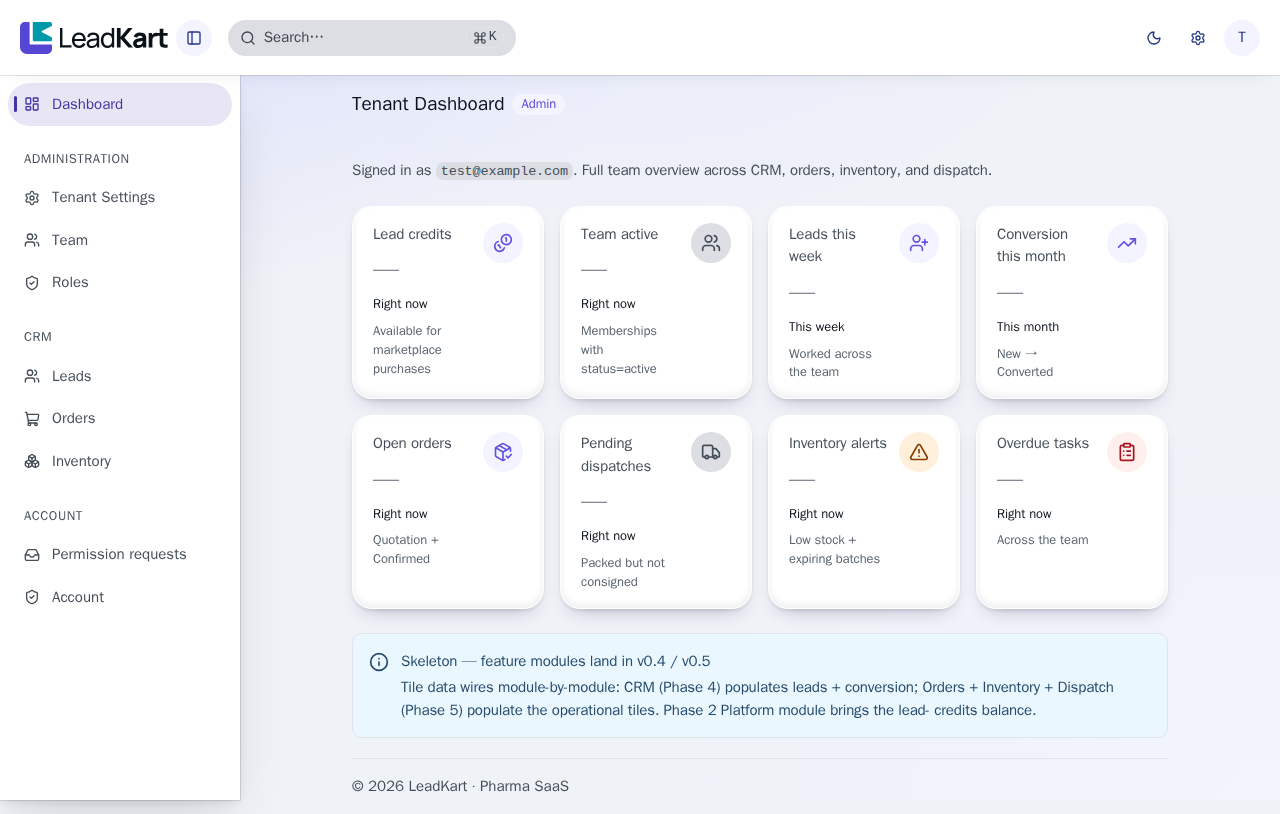 LeadKart
Search…
⌘K
T
Dashboard
ADMINISTRATION
Tenant Settings
Team
Roles
CRM
Leads
Orders
Inventory
ACCOUNT
Permission requests
Account
Tenant Dashboard Admin
Signed in as test@example.com. Full team overview across CRM, orders, inventory, and dispatch.
Lead credits
—
Right now
Available for
marketplace
purchases
Team active
—
Right now
Memberships
with
status=active
Leads this
week
—
This week
Worked across
the team
Conversion
this month
—
This month
New →
Converted
Open orders
—
Right now
Quotation +
Confirmed
Pending
dispatches
—
Right now
Packed but not
consigned
Inventory alerts
—
Right now
Low stock +
expiring batches
Overdue tasks
—
Right now
Across the team
Skeleton — feature modules land in v0.4 / v0.5
Tile data wires module-by-module: CRM (Phase 4) populates leads + conversion; Orders + Inventory + Dispatch
(Phase 5) populate the operational tiles. Phase 2 Platform module brings the lead- credits balance.
© 2026 LeadKart · Pharma SaaS